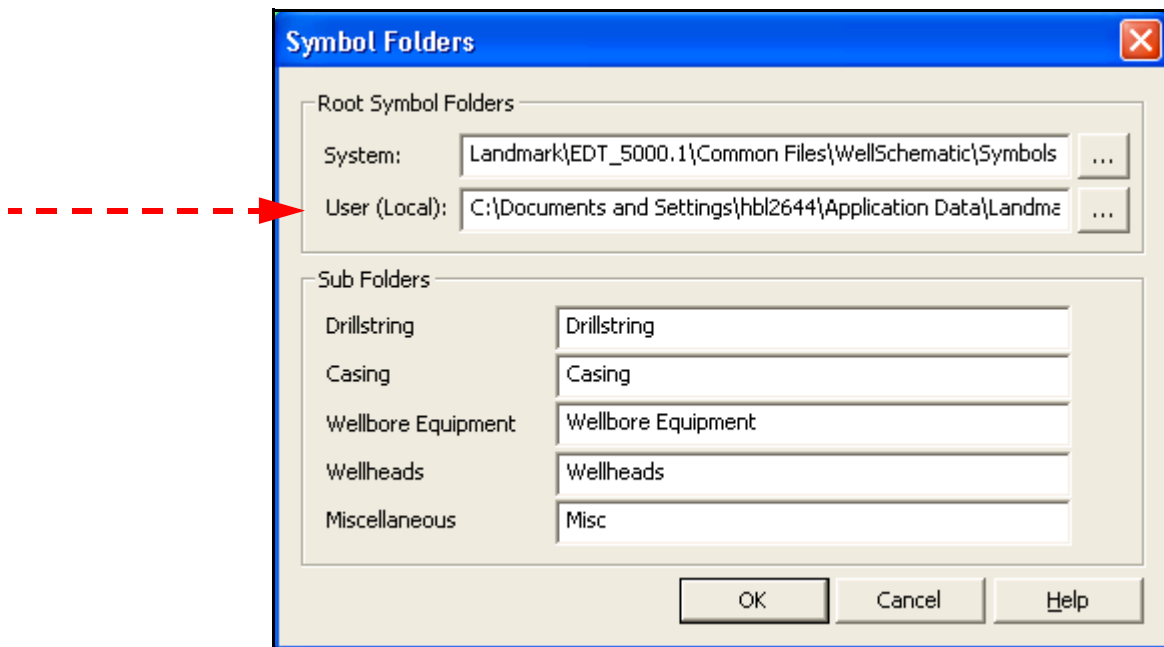 Symbol Folders
Root Symbol Folders
System: Landmark\EDT_5000.1\Common Files\WellSchematic\Symbols ...
User (Local): C:\Documents and Settings\hbl2644\Application Data\Landma ...
Sub Folders
Drillstring Drillstring
Casing Casing
Wellbore Equipment Wellbore Equipment
Wellheads Wellheads
Miscellaneous Misc
OK Cancel Help